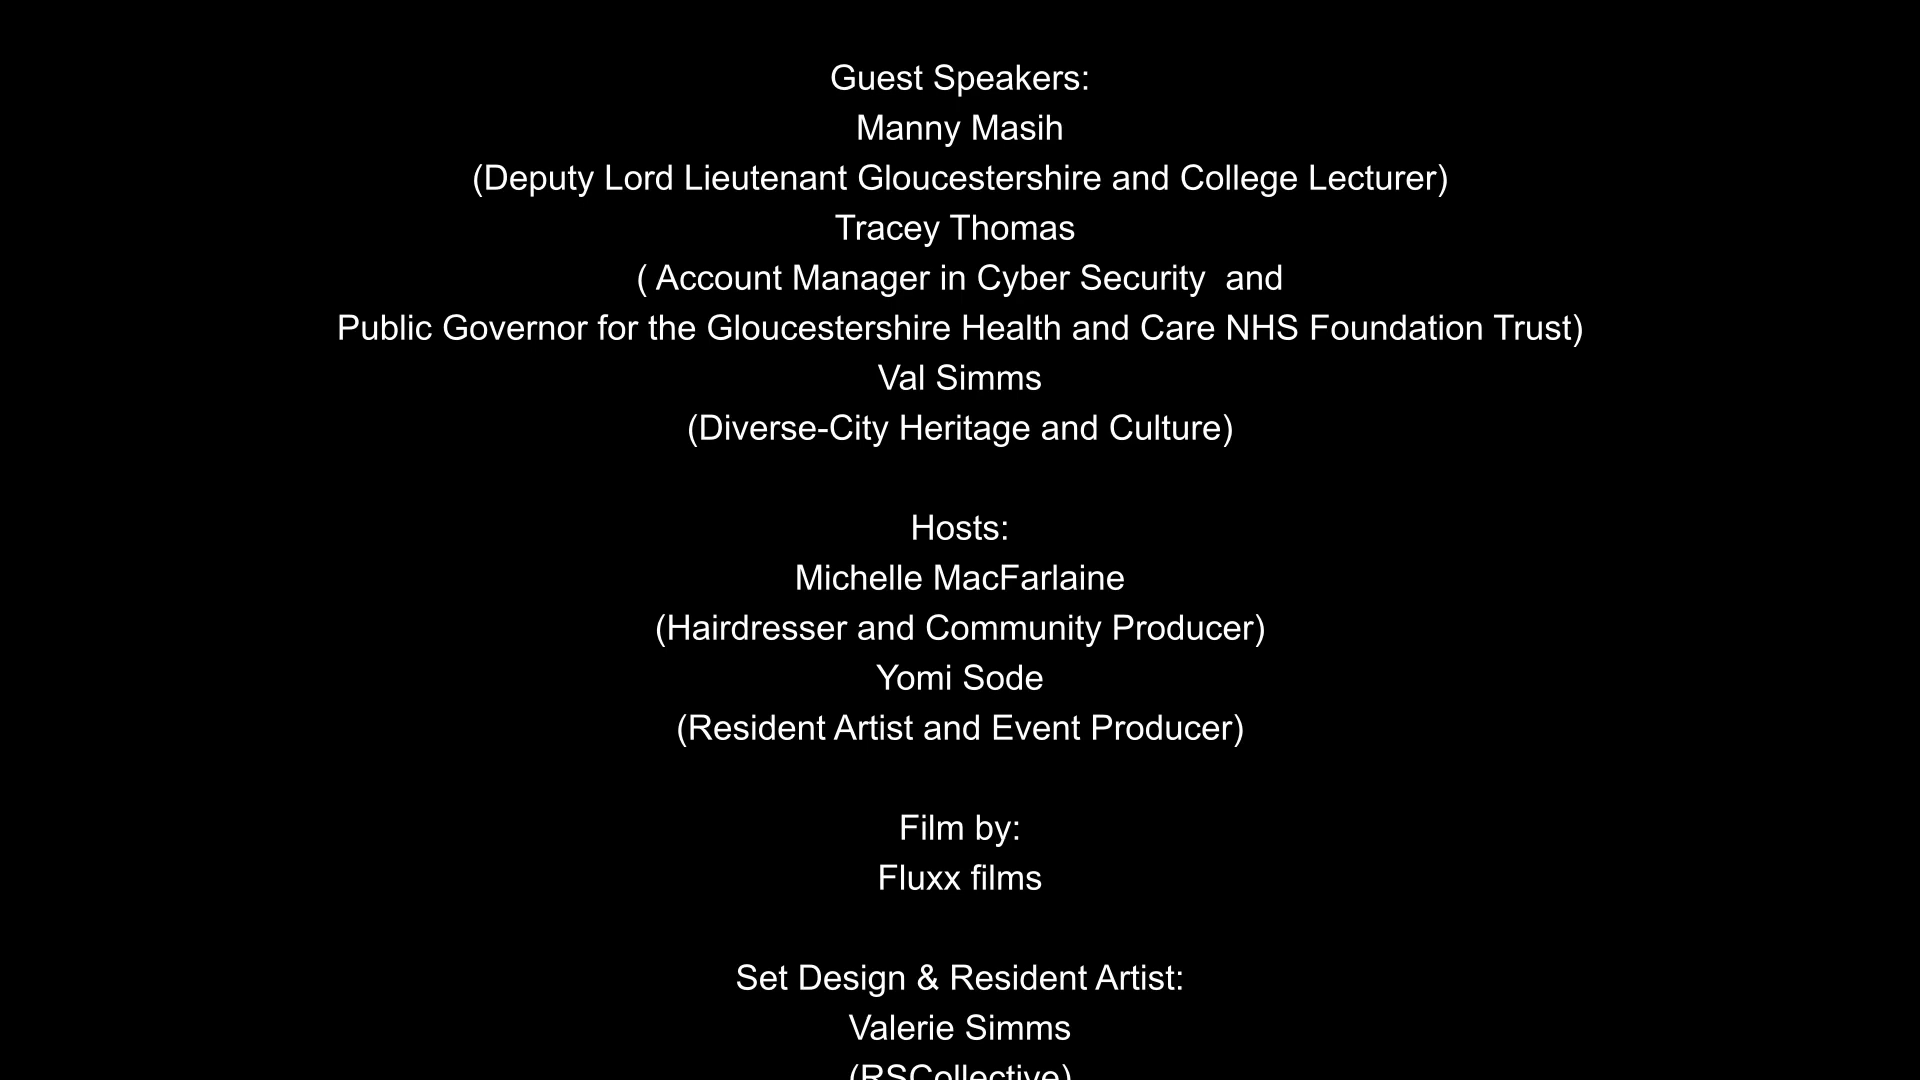 Guest Speakers:
Manny Masih
(Deputy Lord Lieutenant Gloucestershire and College Lecturer)
Tracey Thomas
( Account Manager in Cyber Security  and
Public Governor for the Gloucestershire Health and Care NHS Foundation Trust)
Val Simms
(Diverse-City Heritage and Culture)
Hosts:
Michelle MacFarlaine
(Hairdresser and Community Producer)
Yomi Sode
(Resident Artist and Event Producer)
Film by:
Fluxx films
Set Design & Resident Artist:
Valerie Simms
(RSCollective)